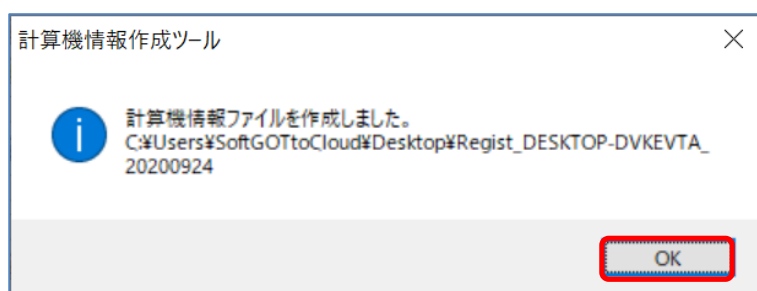 計算機情報作成ツール
計算機情報ファイルを作成しました。
C:¥Users¥SoftGOTtoCloud¥Desktop¥Regist_DESKTOP-DVKEVTA_
20200924
OK